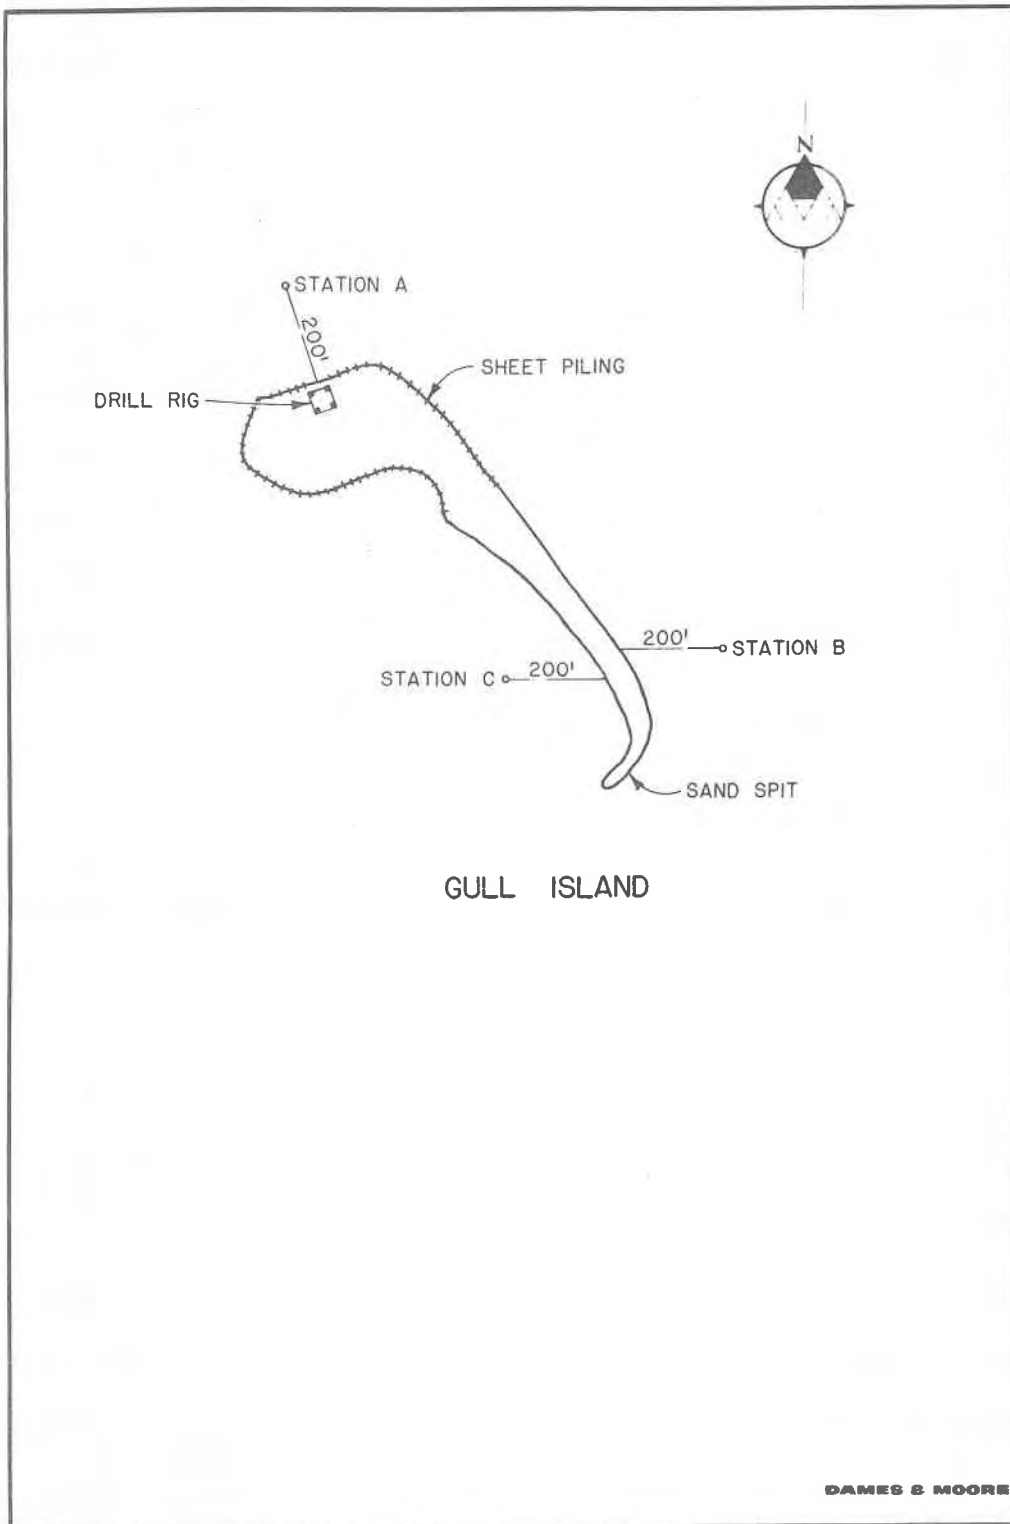 N
STATION A
200'
SHEET PILING
DRILL RIG
200'
STATION B
STATION C
200'
SAND SPIT
GULL ISLAND
DAMES & MOORE